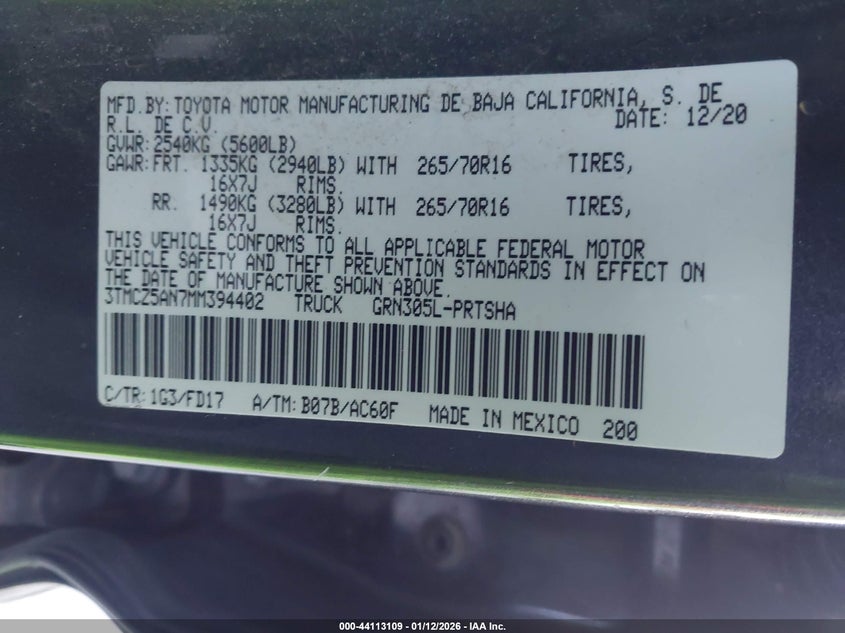 MFD.BY: TOYOTA MOTOR MANUFACTURING DE BAJA CALIFORNIA, S. DE
R.L. DE C.V. DATE: 12/20
GVWR: 2540KG (5600LB)
GAWR: FRT. 1335KG (2940LB) WITH 265/70R16 TIRES,
16X7J RIMS.
RR. 1490KG (3280LB) WITH 265/70R16 TIRES,
16X7J RIMS.
THIS VEHICLE CONFORMS TO ALL APPLICABLE FEDERAL MOTOR
VEHICLE SAFETY AND THEFT PREVENTION STANDARDS IN EFFECT ON
THE DATE OF MANUFACTURE SHOWN ABOVE.
3TMCZ5AN7MM394402 TRUCK GRN305L-PRTSHA
C/TR: 1G3/FD17 A/TM: B07B/AC60F MADE IN MEXICO 200
000-44113109 - 01/12/2026 - IAA Inc.